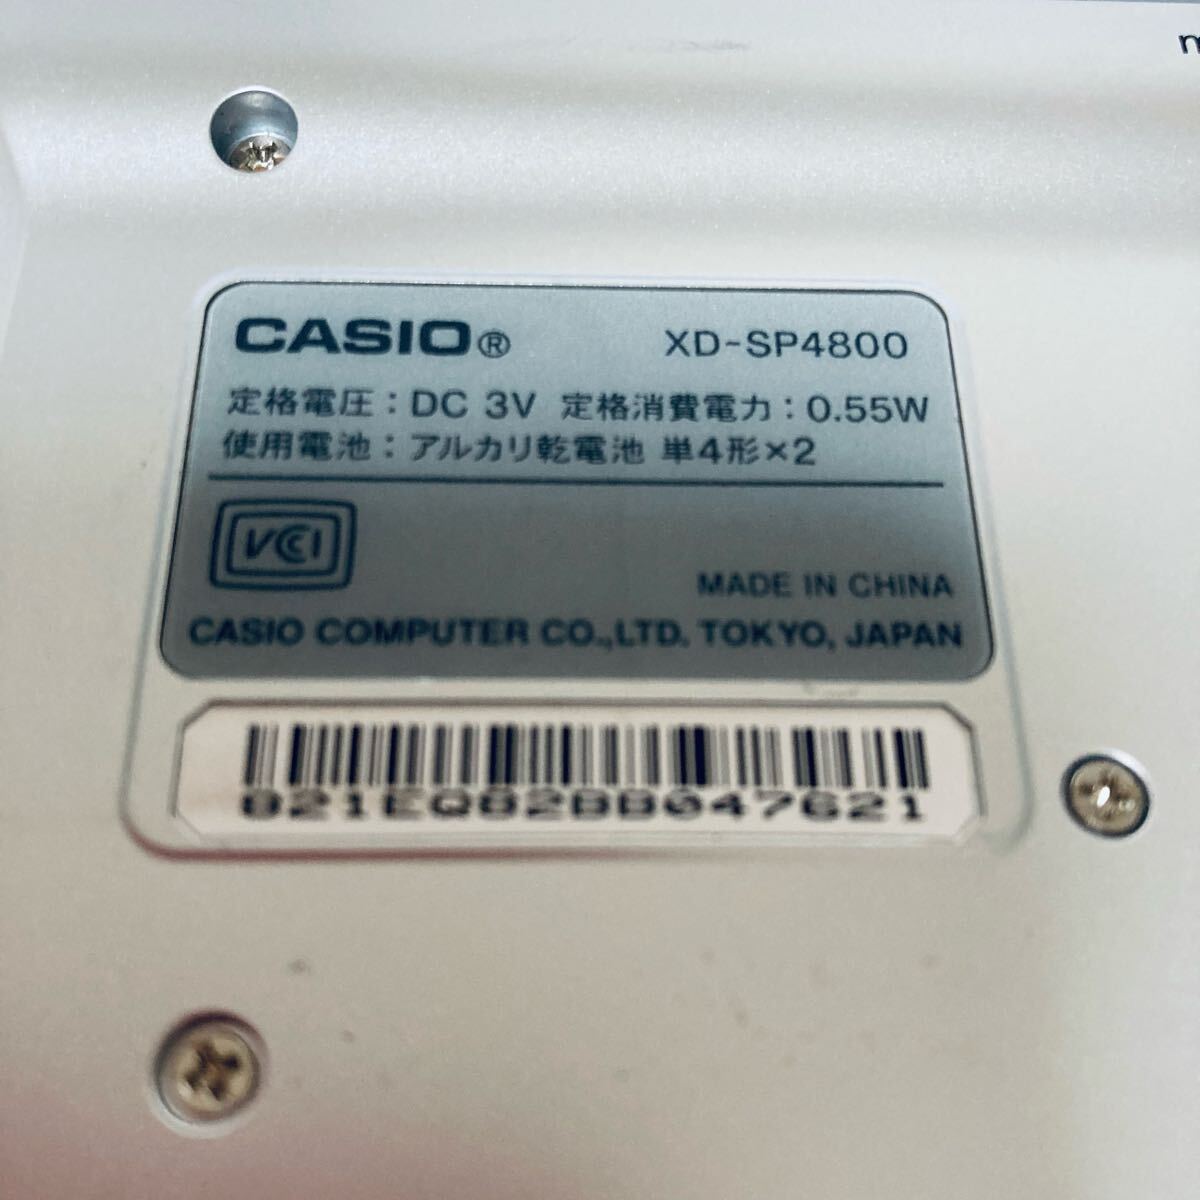 CASIO® XD-SP4800
定格電圧：DC 3V 定格消費電力：0.55W
使用電池：アルカリ乾電池 単4形×2
VCCI
MADE IN CHINA
CASIO COMPUTER CO.,LTD. TOKYO, JAPAN